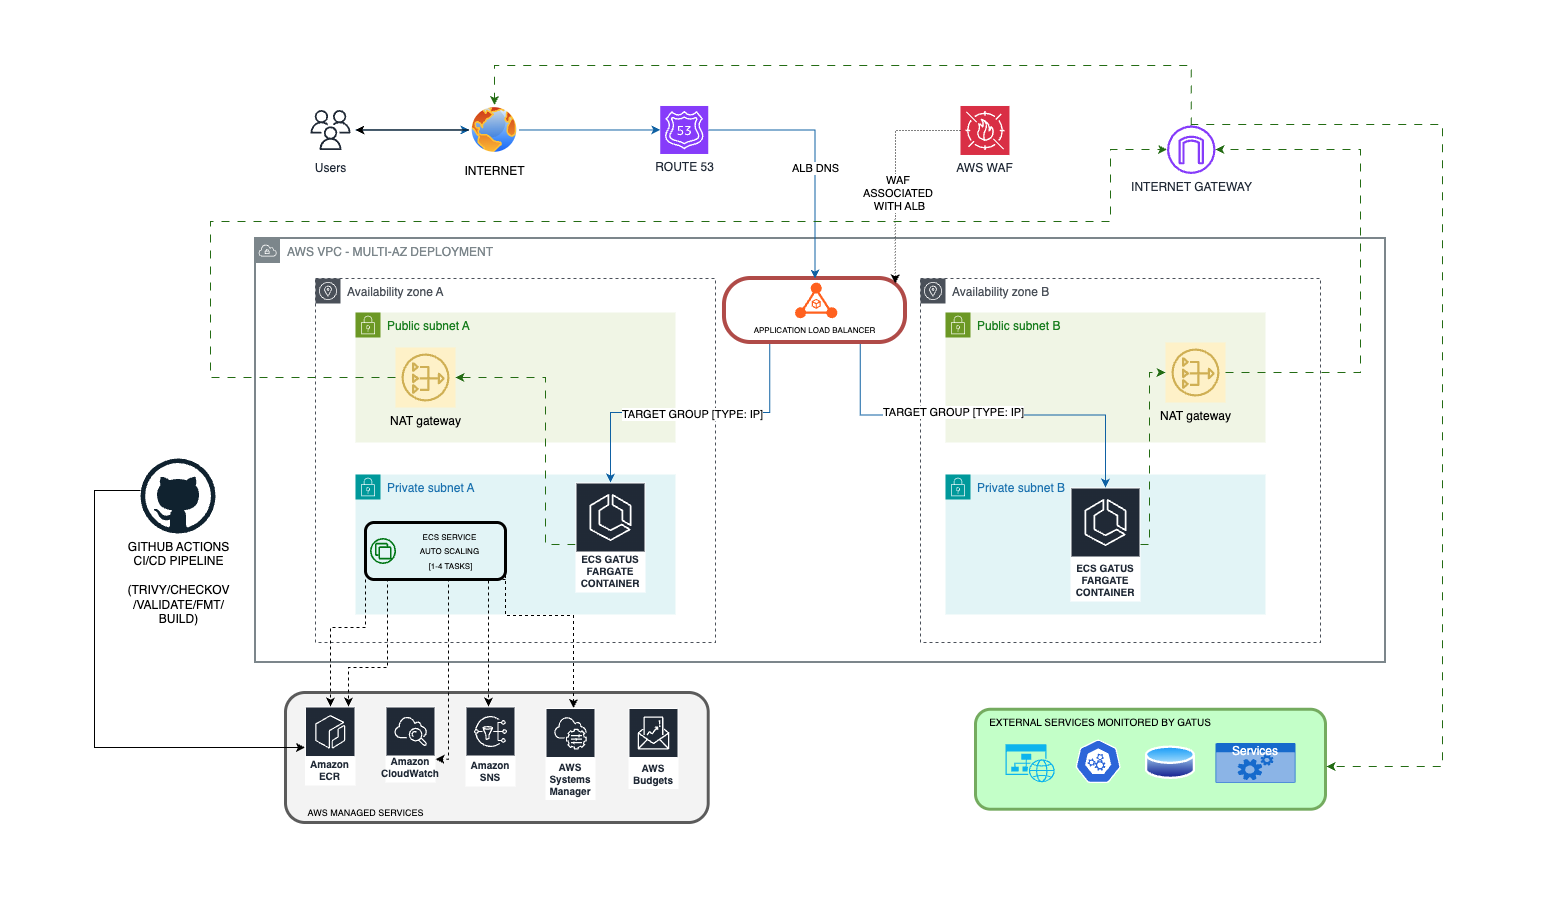 Users
INTERNET
53
ROUTE 53
ALB DNS
WAF
ASSOCIATED
WITH ALB
AWS WAF
INTERNET GATEWAY
AWS VPC - MULTI-AZ DEPLOYMENT
Availability zone A
Public subnet A
NAT gateway
APPLICATION LOAD BALANCER
Availability zone B
Public subnet B
NAT gateway
TARGET GROUP [TYPE: IP]
TARGET GROUP [TYPE: IP]
Private subnet A
ECS SERVICE
AUTO SCALING
[1-4 TASKS]
ECS GATUS
FARGATE
CONTAINER
Private subnet B
ECS GATUS
FARGATE
CONTAINER
GITHUB ACTIONS
CI/CD PIPELINE
(TRIVY/CHECKOV
/VALIDATE/FMT/
BUILD)
Amazon
ECR
Amazon
CloudWatch
Amazon
SNS
AWS
Systems
Manager
AWS
Budgets
AWS MANAGED SERVICES
EXTERNAL SERVICES MONITORED BY GATUS
Services